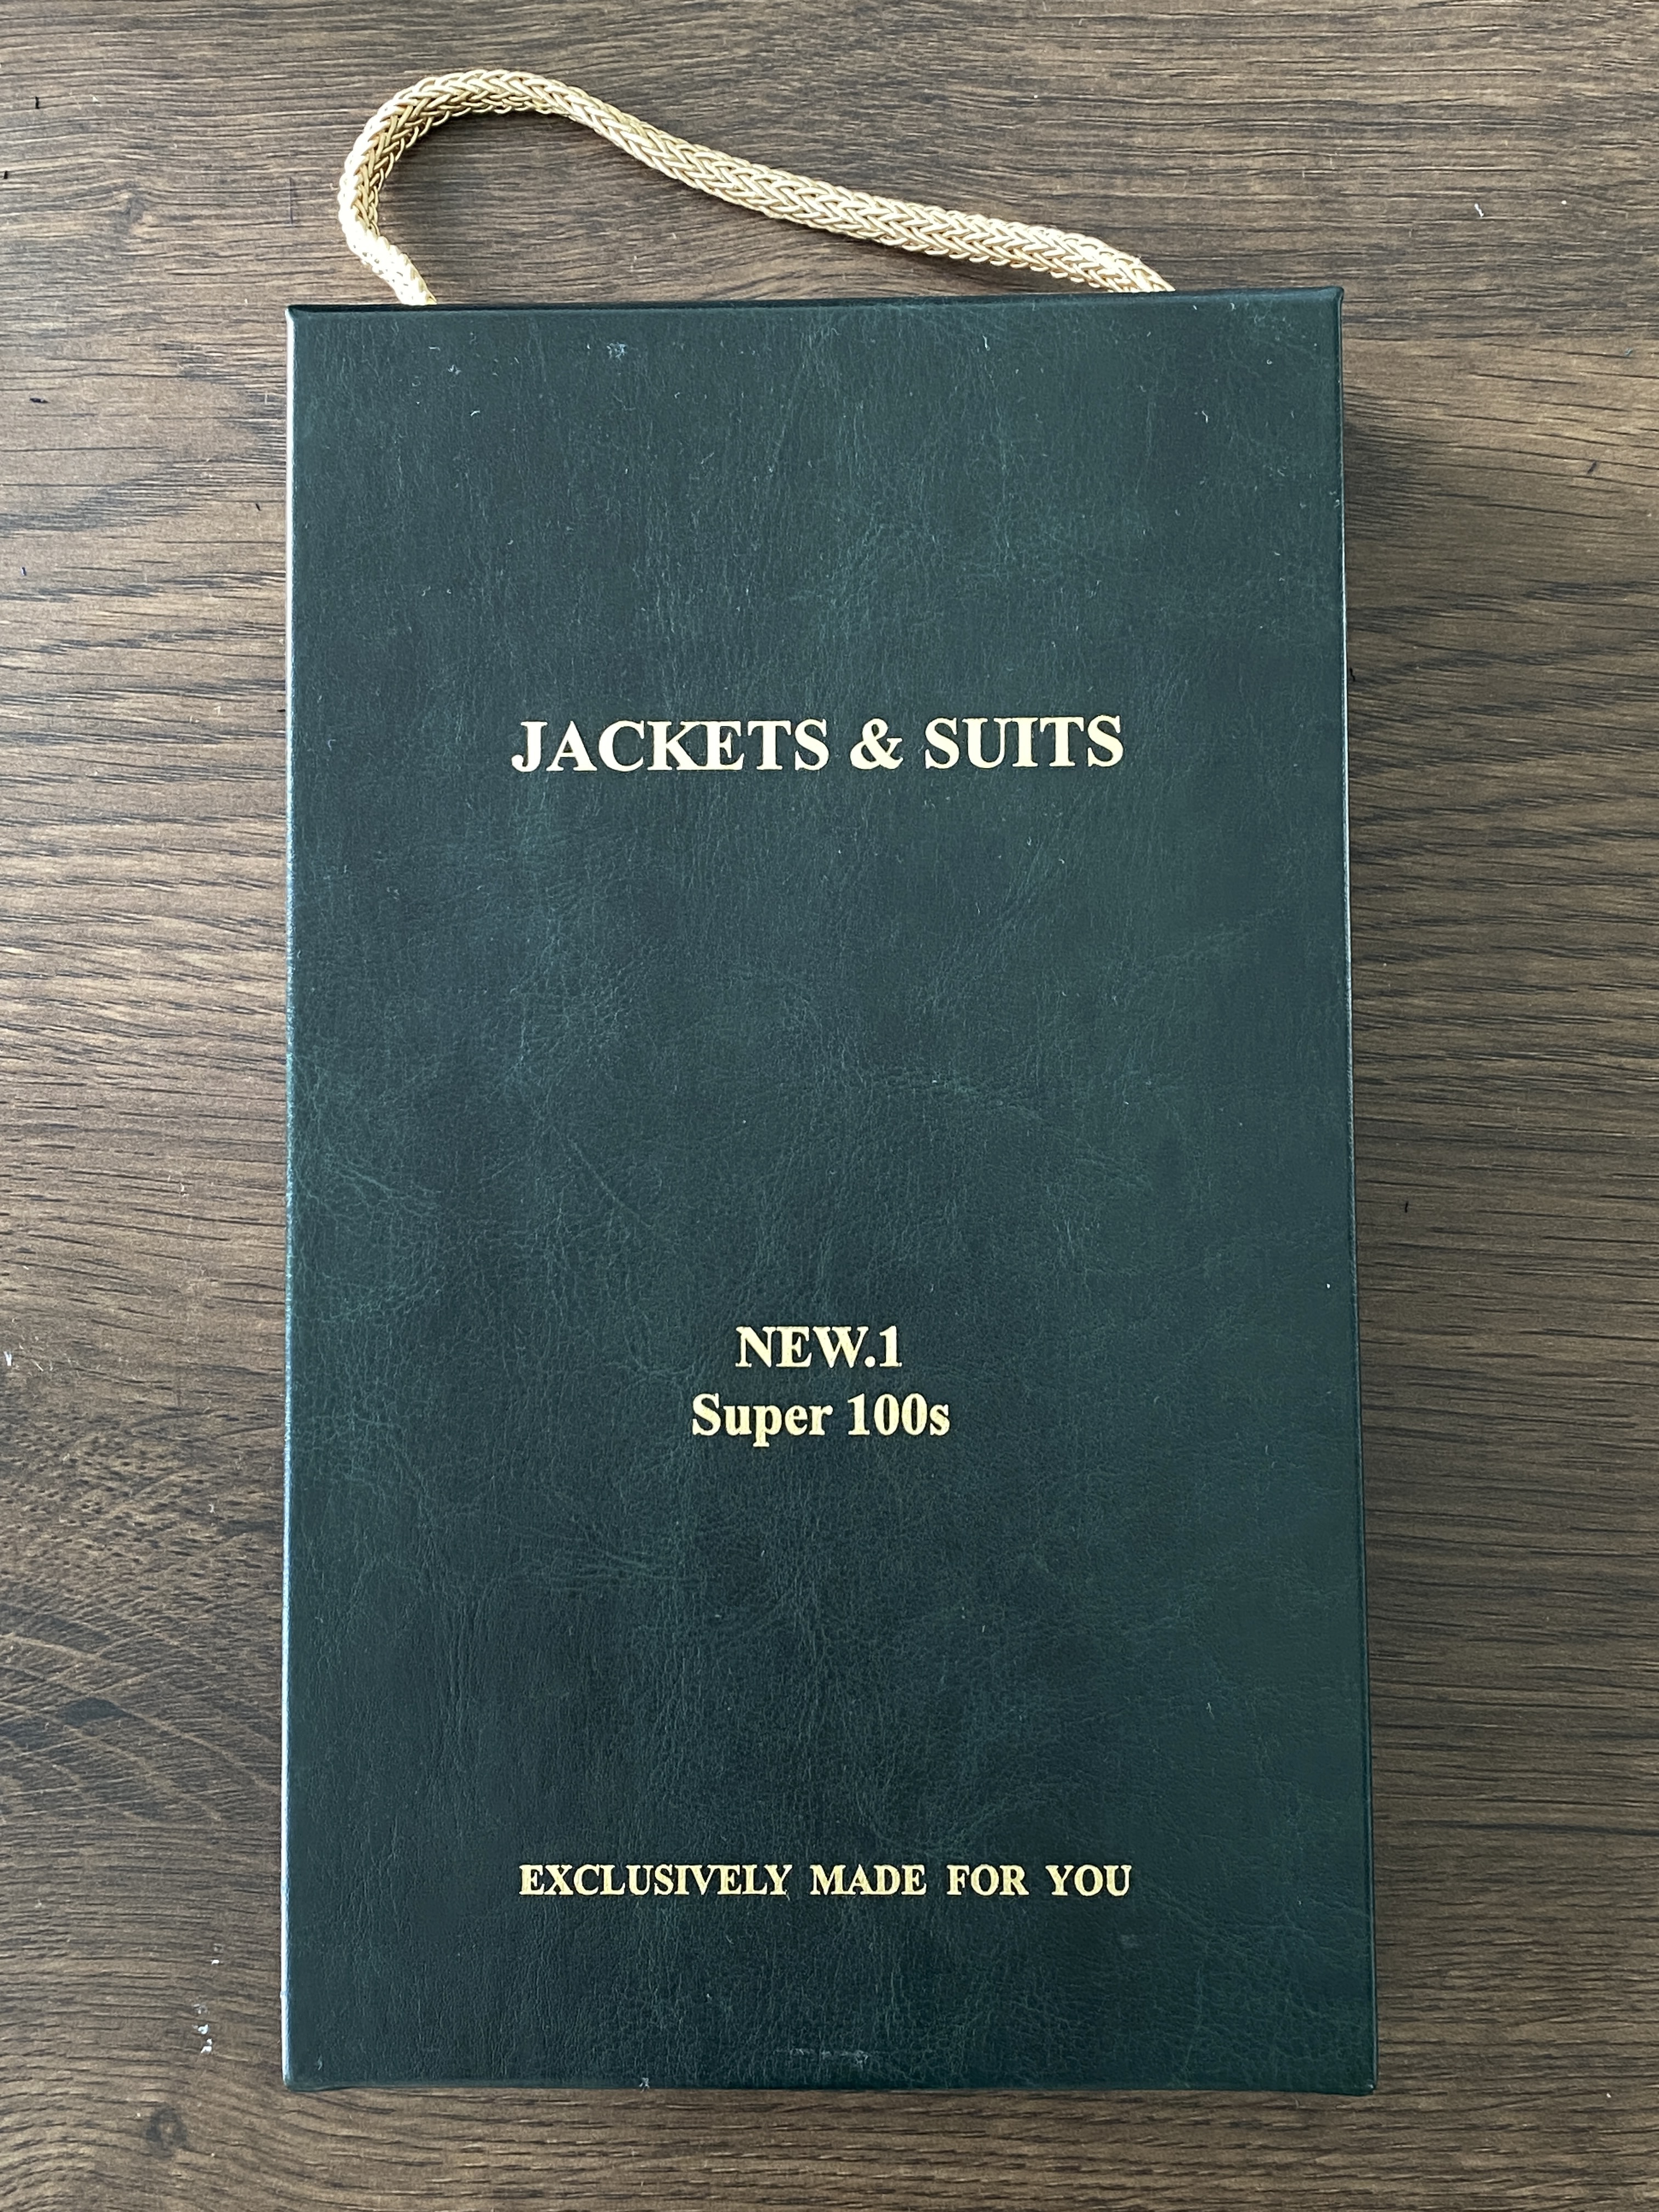 JACKETS & SUITS
NEW.1
Super 100s
EXCLUSIVELY MADE FOR YOU